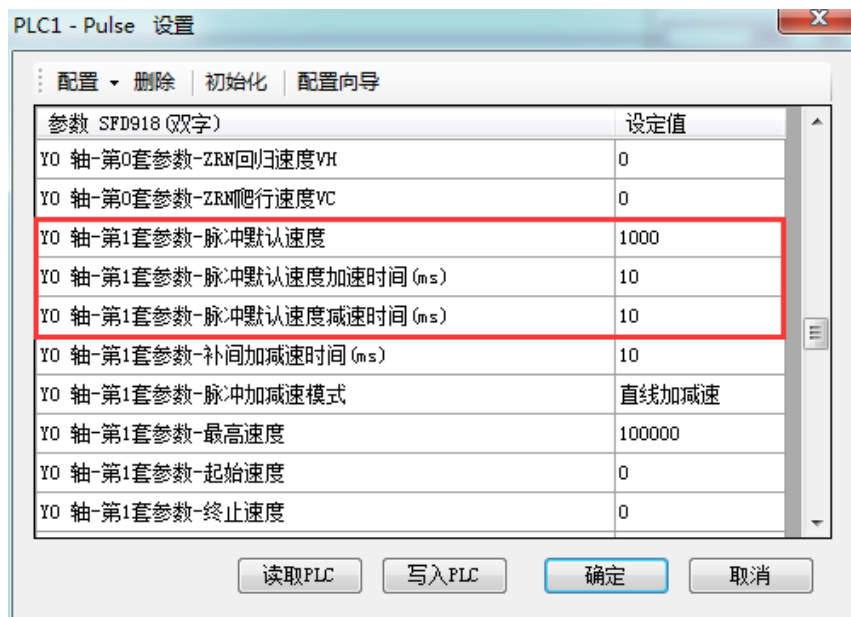 PLC1 - Pulse 设置
配置 删除 初始化 配置向导
参数 SFD918(双字) 设定值
Y0 轴-第0套参数-ZRN回归速度VH 0
Y0 轴-第0套参数-ZRN爬行速度VC 0
Y0 轴-第1套参数-脉冲默认速度 1000
Y0 轴-第1套参数-脉冲默认速度加速时间(ms) 10
Y0 轴-第1套参数-脉冲默认速度减速时间(ms) 10
Y0 轴-第1套参数-补间加减速时间(ms) 10
Y0 轴-第1套参数-脉冲加减速模式 直线加减速
Y0 轴-第1套参数-最高速度 100000
Y0 轴-第1套参数-起始速度 0
Y0 轴-第1套参数-终止速度 0
读取PLC 写入PLC 确定 取消